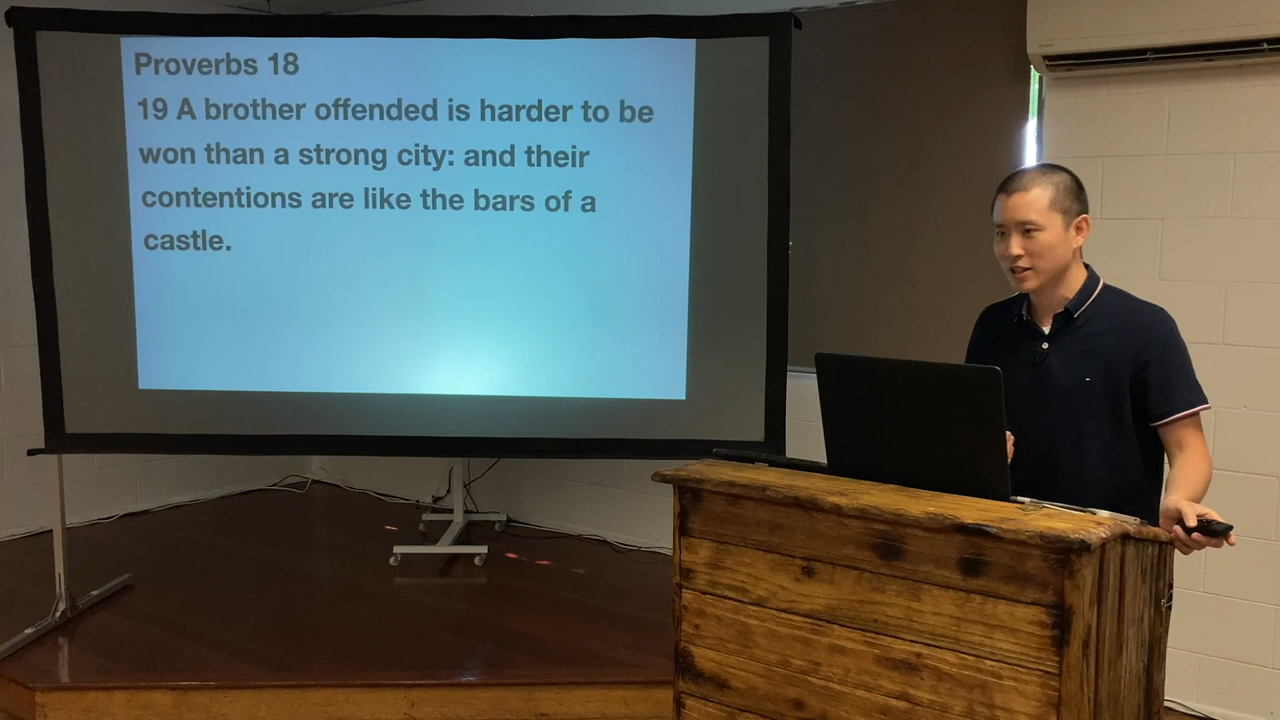 Proverbs 18
19 A brother offended is harder to be
won than a strong city: and their
contentions are like the bars of a
castle.